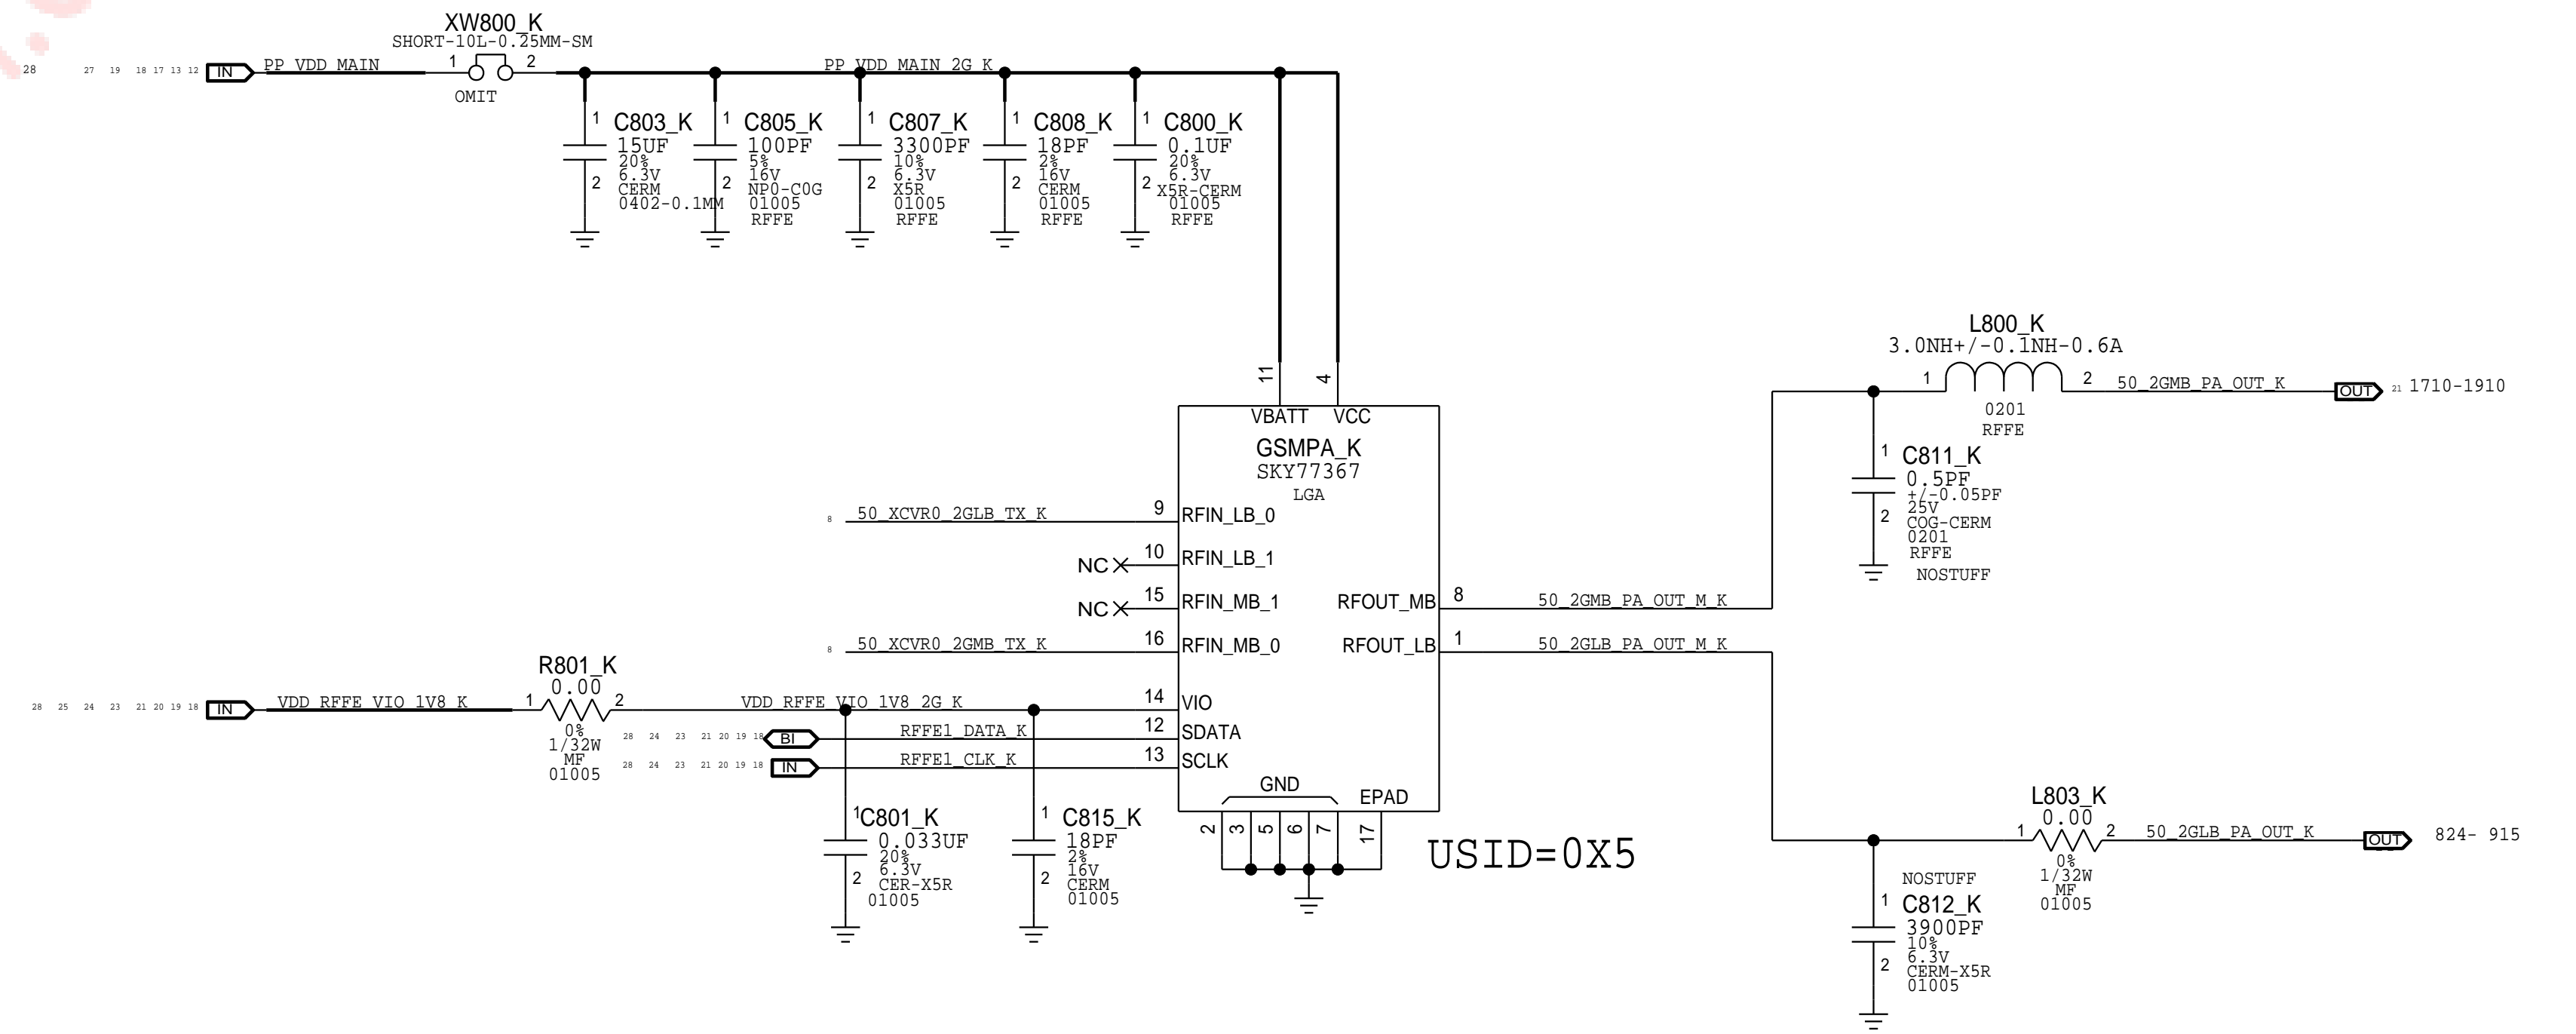 XW800_K
SHORT-10L-0.25MM-SM
28 27 19 18 17 13 12 IN PP_VDD_MAIN 1 2 PP_VDD_MAIN_2G_K
OMIT
1 C803_K
15UF
20%
6.3V
2 CERM
0402-0.1MM
1 C805_K
100PF
5%
16V
2 NP0-C0G
01005
RFFE
1 C807_K
3300PF
10%
6.3V
2 X5R
01005
RFFE
1 C808_K
18PF
2%
16V
2 CERM
01005
RFFE
1 C800_K
0.1UF
20%
6.3V
2 X5R-CERM
01005
RFFE
11 4
VBATT VCC
GSMPA_K
SKY77367
LGA
8 50_XCVR0_2GLB_TX_K 9 RFIN_LB_0
NC 10 RFIN_LB_1
NC 15 RFIN_MB_1
8 50_XCVR0_2GMB_TX_K 16 RFIN_MB_0
RFOUT_MB 8 50_2GMB_PA_OUT_M_K
RFOUT_LB 1 50_2GLB_PA_OUT_M_K
L800_K
3.0NH+/-0.1NH-0.6A
1 2 50_2GMB_PA_OUT_K OUT 21 1710-1910
0201
RFFE
1 C811_K
0.5PF
+/-0.05PF
25V
2 COG-CERM
0201
RFFE
NOSTUFF
R801_K
0.00
28 25 24 23 21 20 19 18 IN VDD_RFFE_VIO_1V8_K 1 2 VDD_RFFE_VIO_1V8_2G_K 14 VIO
0%
1/32W
MF
01005
28 24 23 21 20 19 18 BI RFFE1_DATA_K 12 SDATA
28 24 23 21 20 19 18 IN RFFE1_CLK_K 13 SCLK
GND EPAD
2 3 5 6 7 17
1 C801_K
0.033UF
20%
6.3V
2 CER-X5R
01005
1 C815_K
18PF
2%
16V
2 CERM
01005
USID=0X5
L803_K
0.00
1 2 50_2GLB_PA_OUT_K OUT 824- 915
0%
1/32W
MF
01005
NOSTUFF
1 C812_K
3900PF
10%
6.3V
2 CERM-X5R
01005